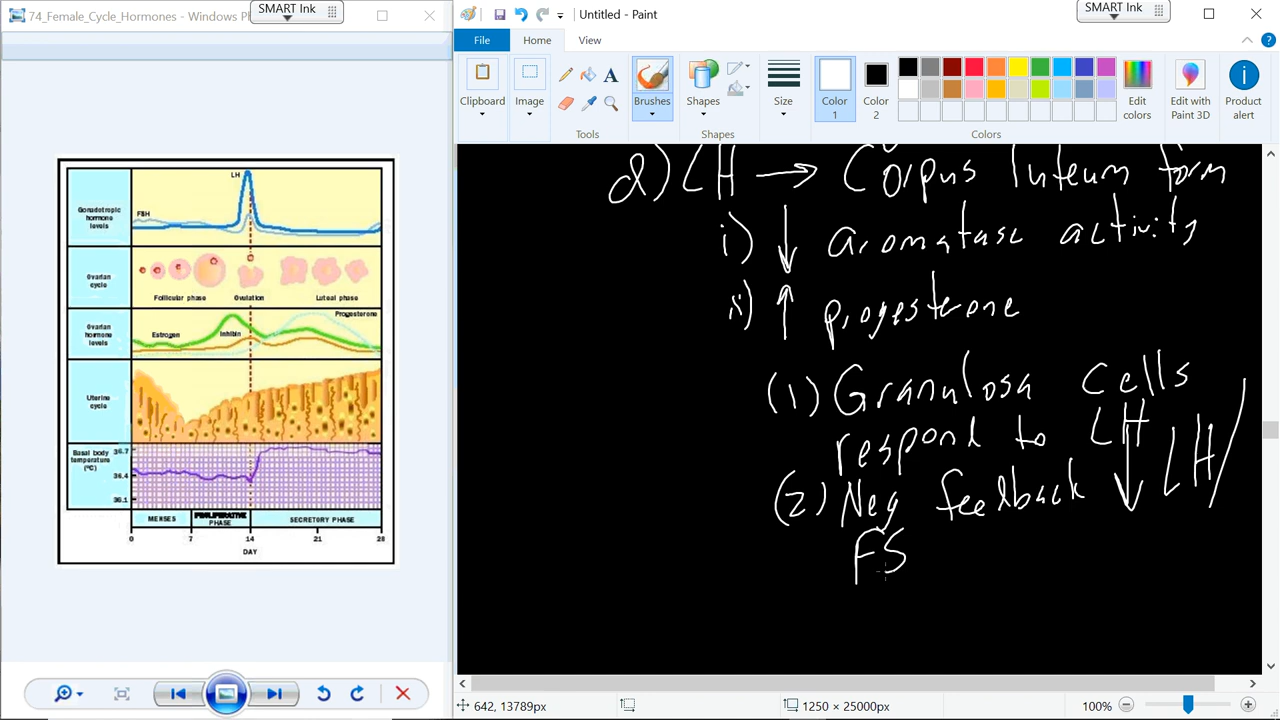 74_Female_Cycle_Hormones - Windows P
SMART Ink
Untitled - Paint
SMART Ink
File
Home
View
Clipboard
Image
Tools
Brushes
Shapes
Shapes
Size
Color 1
Color 2
Colors
Edit colors
Edit with Paint 3D
Product alert
Gonadotropic hormone levels
LH
FSH
Ovarian cycle
Follicular phase
Ovulation
Luteal phase
Ovarian hormone levels
Estrogen
Inhibin
Progesterone
Uterine cycle
Basal body temperature (°C)
36.7
36.4
36.1
MENSES
PROLIFERATIVE PHASE
SECRETORY PHASE
0 7 14 21 28
DAY
d) LH → Corpus luteum form
i) ↓ aromatase activity
ii) ↑ progesterone
(1) Granulosa cells
respond to LH
(2) Neg feedback ↓ LH/
FS
642, 13789px
1250 × 25000px
100%